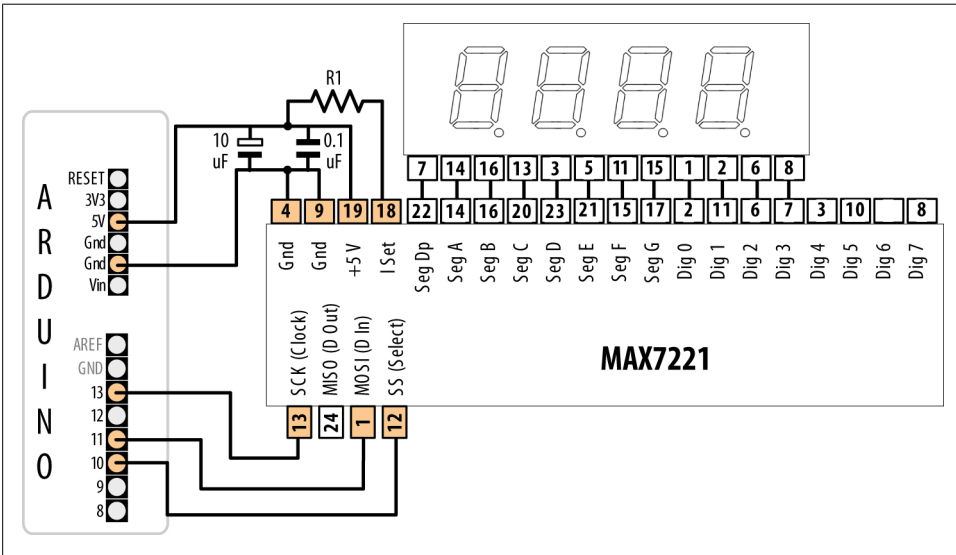 R1
10 uF
0.1 uF
ARDUINO
RESET
3V3
5V
Gnd
Gnd
Vin
AREF
GND
13
12
11
10
9
8
7 14 16 13 3 5 11 15 1 2 6 8
4 9 19 18 22 14 16 20 23 21 15 17 2 11 6 7 3 10 8
Gnd
Gnd
+5 V
I Set
Seg Dp
Seg A
Seg B
Seg C
Seg D
Seg E
Seg F
Seg G
Dig 0
Dig 1
Dig 2
Dig 3
Dig 4
Dig 5
Dig 6
Dig 7
SCK (Clock)
MISO (D Out)
MOSI (D In)
SS (Select)
MAX7221
13 24 1 12